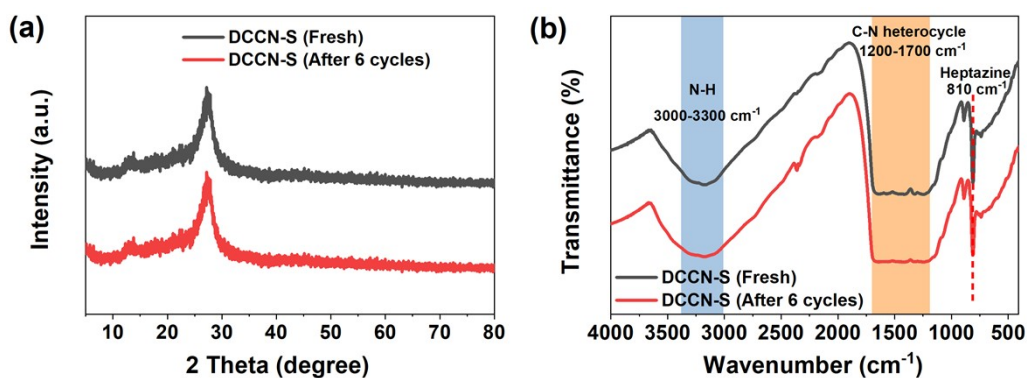 (a)
DCCN-S (Fresh)
DCCN-S (After 6 cycles)
Intensity (a.u.)
10 20 30 40 50 60 70 80
2 Theta (degree)
(b)
C-N heterocycle
1200-1700 cm⁻¹
Heptazine
810 cm⁻¹
N-H
3000-3300 cm⁻¹
Transmittance (%)
DCCN-S (Fresh)
DCCN-S (After 6 cycles)
4000 3500 3000 2500 2000 1500 1000 500
Wavenumber (cm⁻¹)